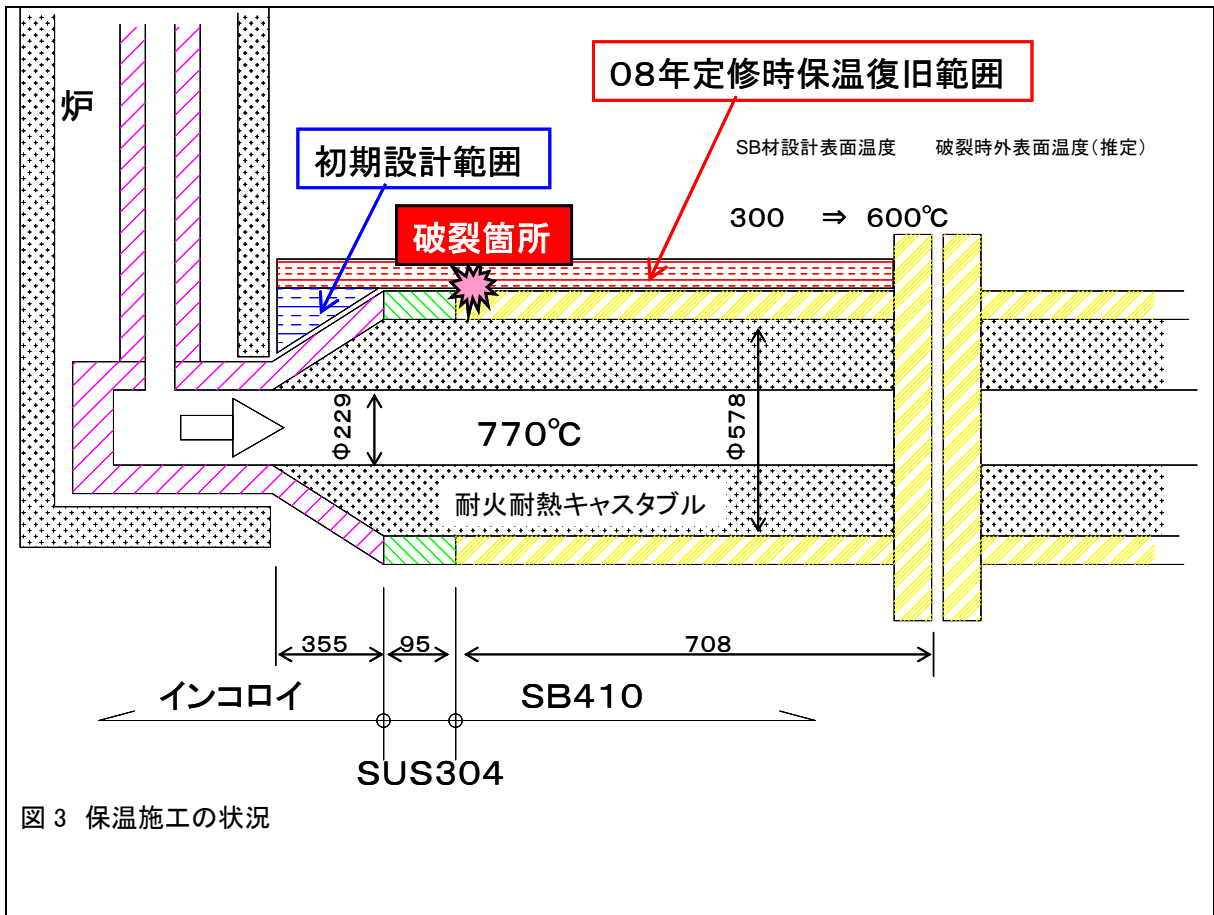 08年定修時保温復旧範囲
炉
初期設計範囲
SB材設計表面温度 破裂時外表面温度(推定)
300 ⇒ 600℃
破裂箇所
Φ229
770℃
Φ578
耐火耐熱キャスタブル
355 95 708
インコロイ SB410
SUS304
図 3 保温施工の状況